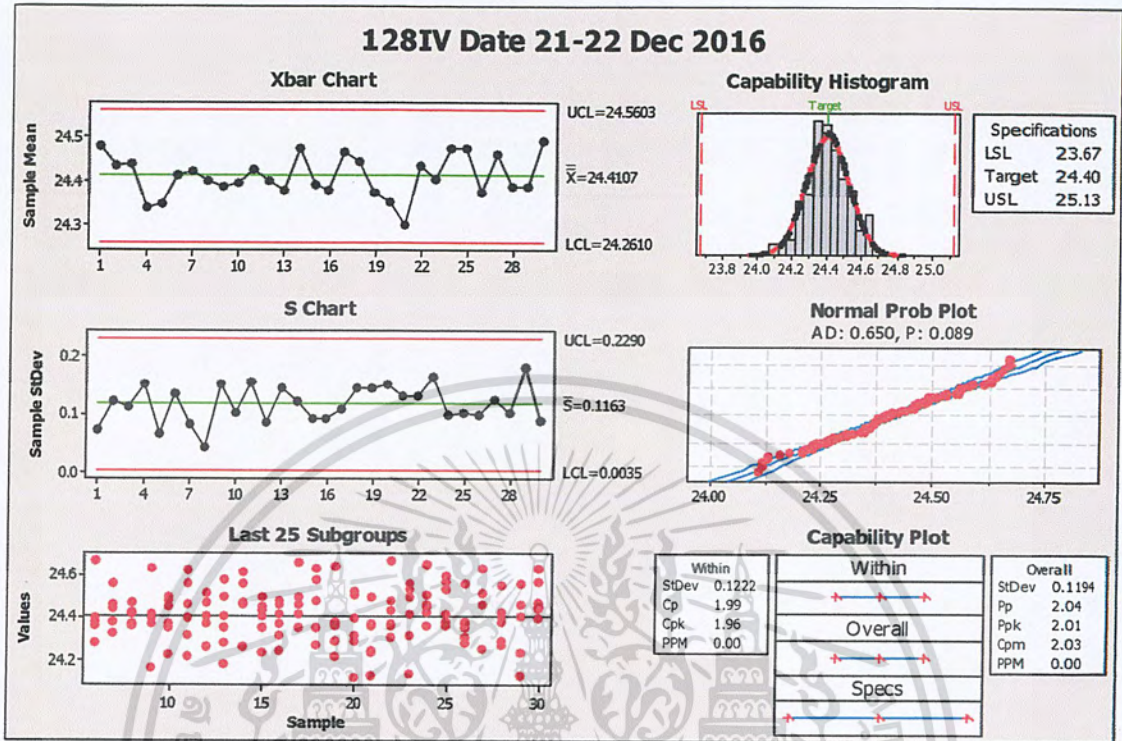 128IV Date 21-22 Dec 2016
Xbar Chart
Sample Mean
24.5
24.4
24.3
1 4 7 10 13 16 19 22 25 28
UCL=24.5603
X=24.4107
LCL=24.2610
Capability Histogram
LSL Target USL
23.8 24.0 24.2 24.4 24.6 24.8 25.0
Specifications
LSL 23.67
Target 24.40
USL 25.13
S Chart
Sample StDev
0.2
0.1
0.0
1 4 7 10 13 16 19 22 25 28
UCL=0.2290
S=0.1163
LCL=0.0035
Normal Prob Plot
AD: 0.650, P: 0.089
24.00 24.25 24.50 24.75
Last 25 Subgroups
Values
24.6
24.4
24.2
10 15 20 25 30
Sample
Capability Plot
Within
StDev 0.1222
Cp 1.99
Cpk 1.96
PPM 0.00
Within
Overall
Specs
Overall
StDev 0.1194
Pp 2.04
Ppk 2.01
Cpm 2.03
PPM 0.00